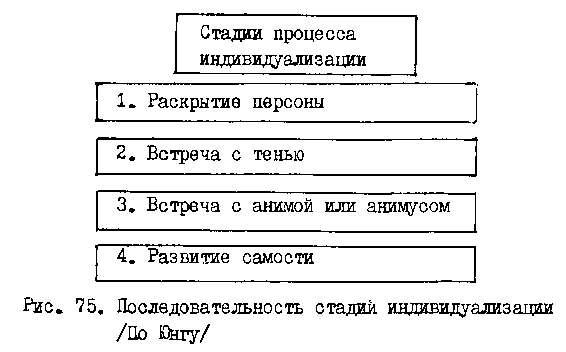 Стадии процесса
индивидуализации
1. Раскрытие персоны
2. Встреча с тенью
3. Встреча с анимой или анимусом
4. Развитие самости
Рис. 75. Последовательность стадий индивидуализации
/По Юнгу/